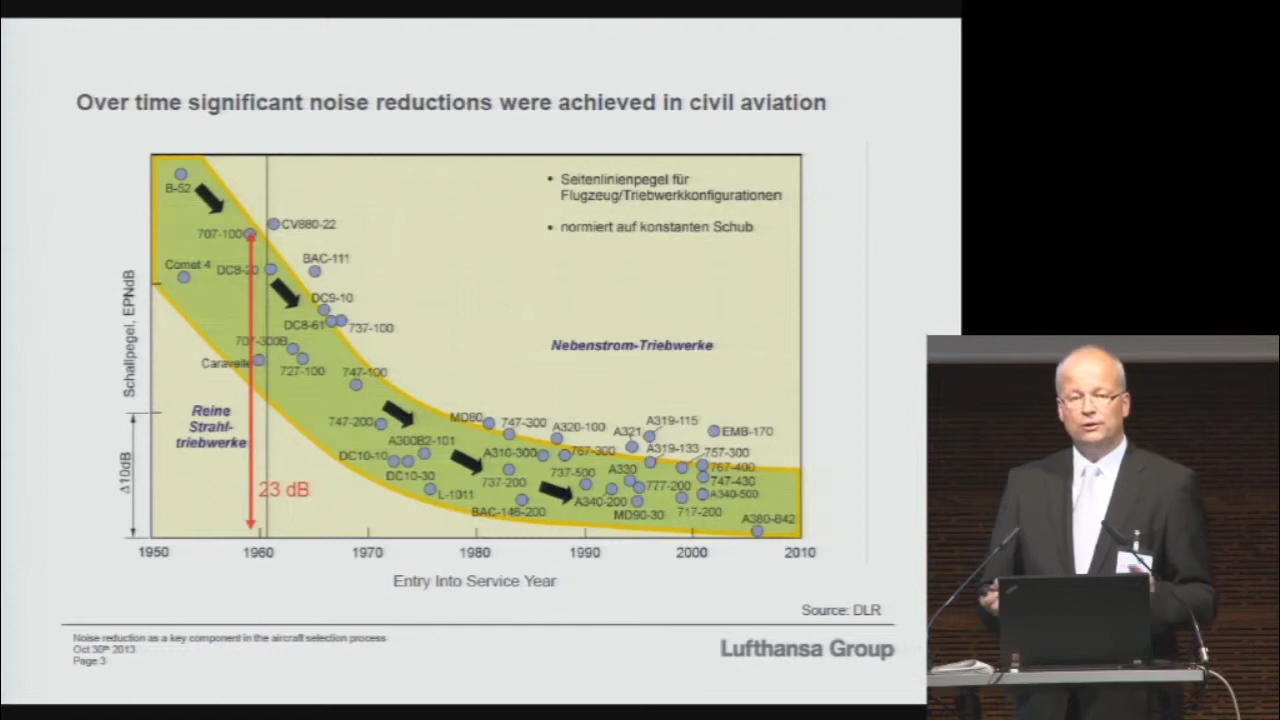 Over time significant noise reductions were achieved in civil aviation
• Seitenlinienpegel für
Flugzeug/Triebwerkkonfigurationen
• normiert auf konstanten Schub
B-52
707-100
CV880-22
Comet 4
DC8-20
BAC-111
DC9-10
DC8-61
737-100
707-300B
Caravelle
727-100
747-100
Nebenstrom-Triebwerke
Reine
Strahl-
triebwerke
747-200
MD80
747-300
A320-100
A321
A319-115
EMB-170
A300B2-101
A319-133
DC10-10
A310-300
767-300
757-300
767-400
DC10-30
737-200
737-500
A330
777-200
747-430
L-1011
A340-200
A340-500
BAC-146-200
MD90-30
717-200
A380-842
23 dB
Schallpegel, EPNdB
Δ10dB
1950
1960
1970
1980
1990
2000
2010
Entry Into Service Year
Source: DLR
Noise reduction as a key component in the aircraft selection process
Oct 30th 2013
Page 3
Lufthansa Group